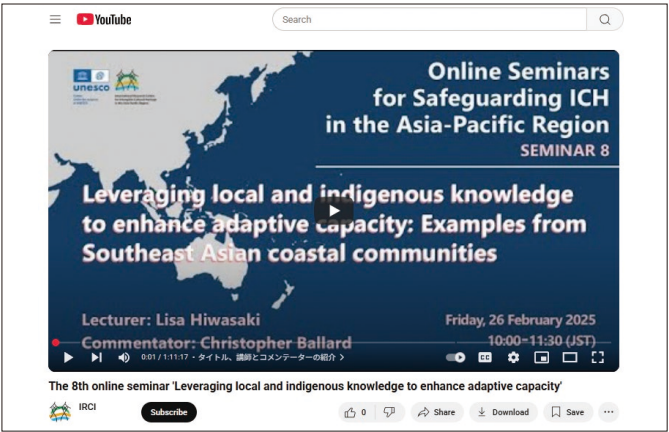 YouTube
Search
unesco
Online Seminars
for Safeguarding ICH
in the Asia-Pacific Region
SEMINAR 8
Leveraging local and indigenous knowledge
to enhance adaptive capacity: Examples from
Southeast Asian coastal communities
Lecturer: Lisa Hiwasaki
Friday, 26 February 2025
Commentator: Christopher Ballard
10:00-11:30 (JST)
0:01 / 1:11:17 • タイトル、講師とコメンテーターの紹介 >
CC
The 8th online seminar 'Leveraging local and indigenous knowledge to enhance adaptive capacity'
IRCI
Subscribe
0
Share
Download
Save